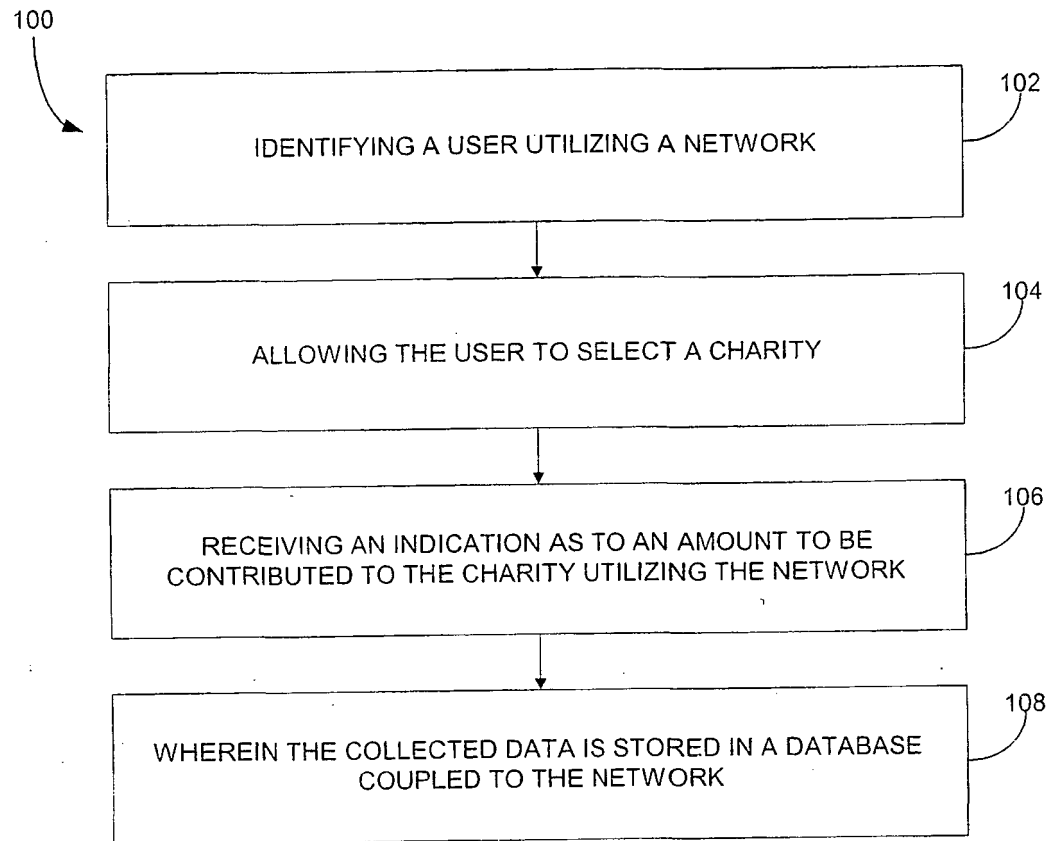 100
102
IDENTIFYING A USER UTILIZING A NETWORK
104
ALLOWING THE USER TO SELECT A CHARITY
106
RECEIVING AN INDICATION AS TO AN AMOUNT TO BE
CONTRIBUTED TO THE CHARITY UTILIZING THE NETWORK
108
WHEREIN THE COLLECTED DATA IS STORED IN A DATABASE
COUPLED TO THE NETWORK